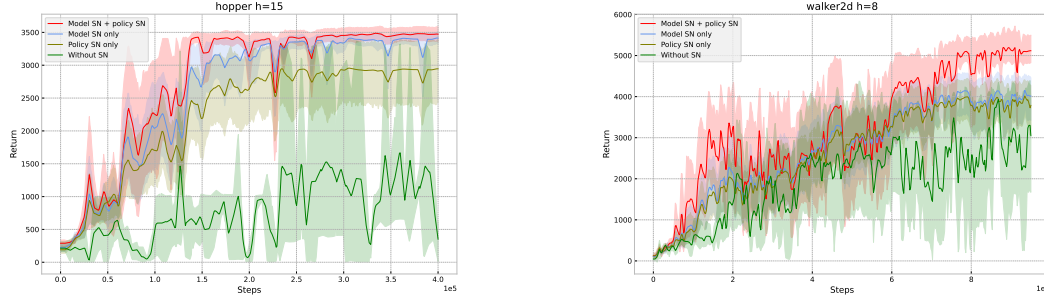 hopper h=15
Return
3500
3000
2500
2000
1500
1000
500
0
Model SN + policy SN
Model SN only
Policy SN only
Without SN
0.0 0.5 1.0 1.5 2.0 2.5 3.0 3.5 4.0
1e5
Steps
walker2d h=8
Return
6000
5000
4000
3000
2000
1000
0
Model SN + policy SN
Model SN only
Policy SN only
Without SN
0 2 4 6 8
Steps